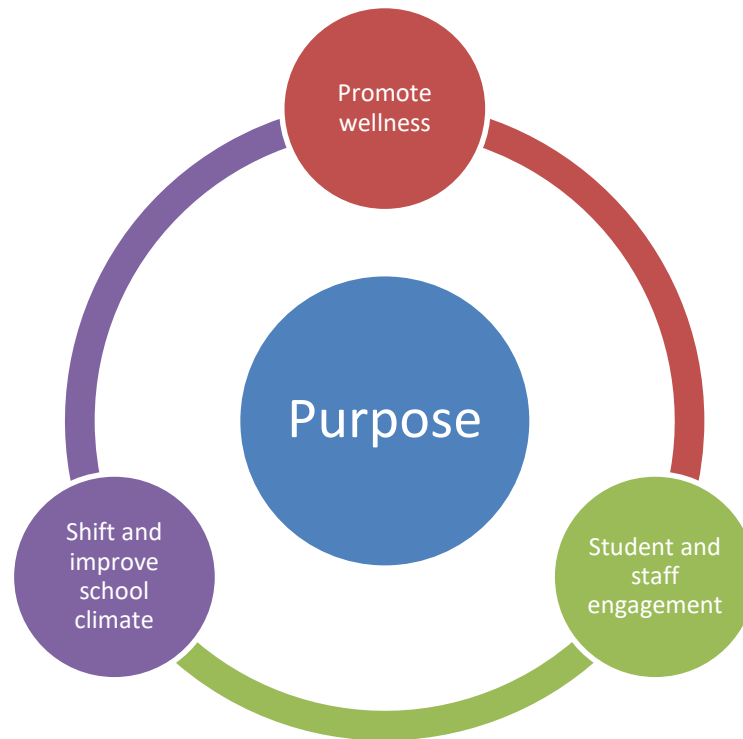 Promote
wellness
Purpose
Shift and
improve
school
climate
Student and
staff
engagement